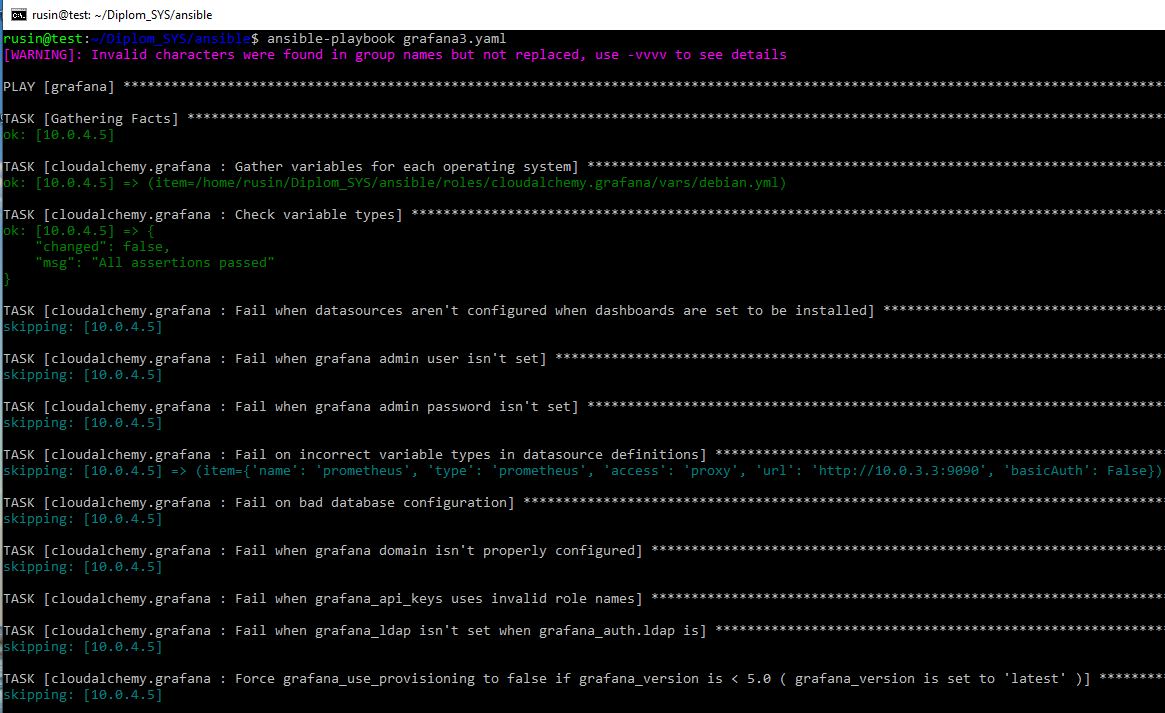 rusin@test: ~/Diplom_SYS/ansible
rusin@test:~/Diplom_SYS/ansible$ ansible-playbook grafana3.yaml
[WARNING]: Invalid characters were found in group names but not replaced, use -vvvv to see details
PLAY [grafana] **********************************************************************************************************************************
TASK [Gathering Facts] **************************************************************************************************************************
ok: [10.0.4.5]
TASK [cloudalchemy.grafana : Gather variables for each operating system] ************************************************************************
ok: [10.0.4.5] => (item=/home/rusin/Diplom_SYS/ansible/roles/cloudalchemy.grafana/vars/debian.yml)
TASK [cloudalchemy.grafana : Check variable types] **********************************************************************************************
ok: [10.0.4.5] => {
    "changed": false,
    "msg": "All assertions passed"
}
TASK [cloudalchemy.grafana : Fail when datasources aren't configured when dashboards are set to be installed] ***********************************
skipping: [10.0.4.5]
TASK [cloudalchemy.grafana : Fail when grafana admin user isn't set] ****************************************************************************
skipping: [10.0.4.5]
TASK [cloudalchemy.grafana : Fail when grafana admin password isn't set] ************************************************************************
skipping: [10.0.4.5]
TASK [cloudalchemy.grafana : Fail on incorrect variable types in datasource definitions] ********************************************************
skipping: [10.0.4.5] => (item={'name': 'prometheus', 'type': 'prometheus', 'access': 'proxy', 'url': 'http://10.0.3.3:9090', 'basicAuth': False})
TASK [cloudalchemy.grafana : Fail on bad database configuration] ********************************************************************************
skipping: [10.0.4.5]
TASK [cloudalchemy.grafana : Fail when grafana domain isn't properly configured] ****************************************************************
skipping: [10.0.4.5]
TASK [cloudalchemy.grafana : Fail when grafana_api_keys uses invalid role names] ****************************************************************
TASK [cloudalchemy.grafana : Fail when grafana_ldap isn't set when grafana_auth.ldap is] ********************************************************
skipping: [10.0.4.5]
TASK [cloudalchemy.grafana : Force grafana_use_provisioning to false if grafana_version is < 5.0 ( grafana_version is set to 'latest' )] ********
skipping: [10.0.4.5]